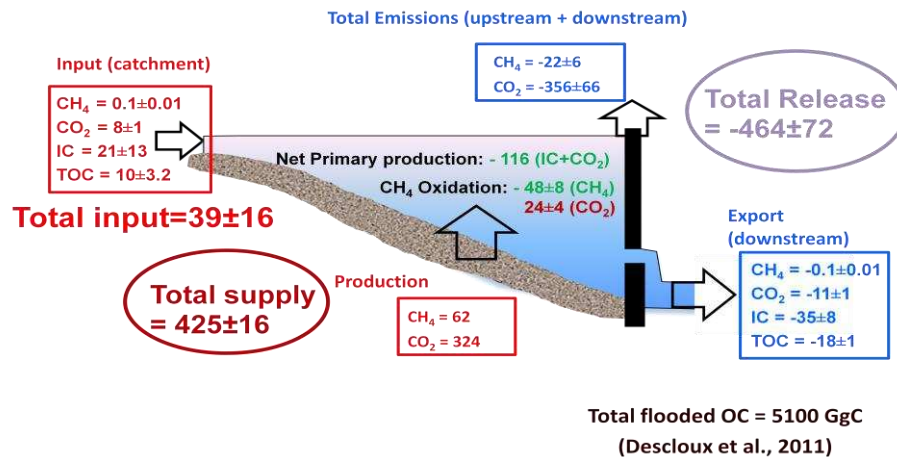 Total Emissions (upstream + downstream)
CH₄ = -22±6
CO₂ = -356±66
Input (catchment)
CH₄ = 0.1±0.01
CO₂ = 8±1
IC = 21±13
TOC = 10±3.2
Total input=39±16
Total Release
= -464±72
Net Primary production: - 116 (IC+CO₂)
CH₄ Oxidation: - 48±8 (CH₄)
24±4 (CO₂)
Total supply
= 425±16
Production
CH₄ = 62
CO₂ = 324
Export
(downstream)
CH₄ = -0.1±0.01
CO₂ = -11±1
IC = -35±8
TOC = -18±1
Total flooded OC = 5100 GgC
(Descloux et al., 2011)